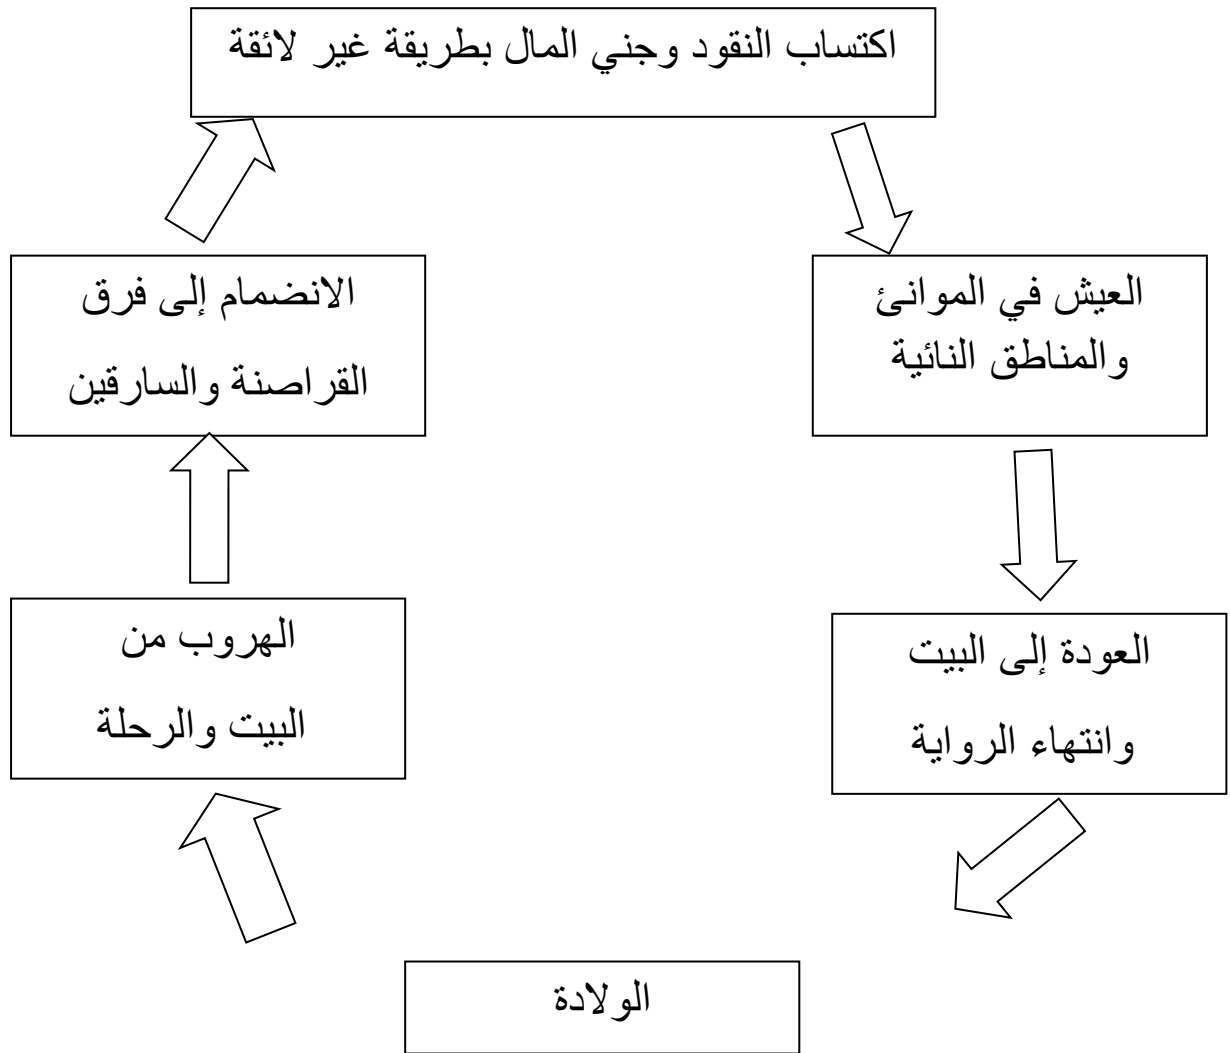 اكتساب النقود وجني المال بطريقة غير لائقة
الانضمام إلى فرق
القراصنة والسارقين
العيش في الموانئ
والمناطق النائية
الهروب من
البيت والرحلة
العودة إلى البيت
وانتهاء الرواية
الولادة